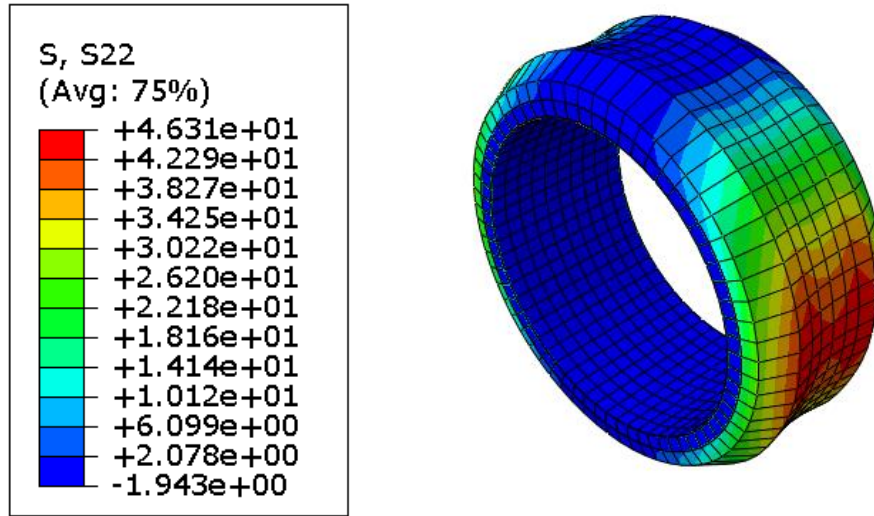 S, S22
(Avg: 75%)
+4.631e+01
+4.229e+01
+3.827e+01
+3.425e+01
+3.022e+01
+2.620e+01
+2.218e+01
+1.816e+01
+1.414e+01
+1.012e+01
+6.099e+00
+2.078e+00
-1.943e+00